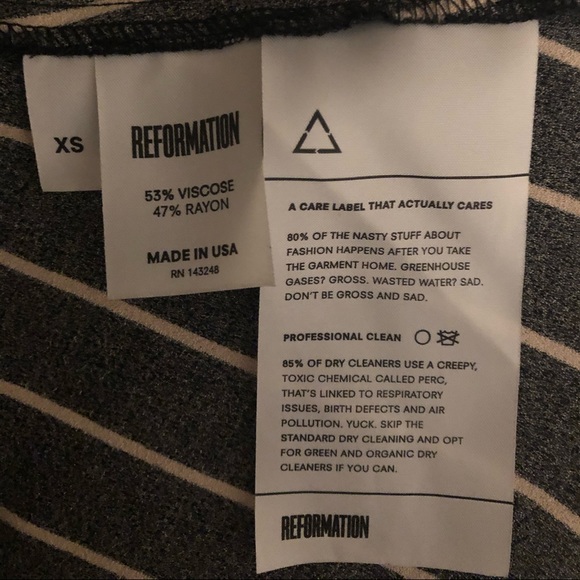 XS
REFORMATION
53% VISCOSE
47% RAYON
MADE IN USA
RN 143248
A CARE LABEL THAT ACTUALLY CARES
80% OF THE NASTY STUFF ABOUT
FASHION HAPPENS AFTER YOU TAKE
THE GARMENT HOME. GREENHOUSE
GASES? GROSS. WASTED WATER? SAD.
DON'T BE GROSS AND SAD.
PROFESSIONAL CLEAN
85% OF DRY CLEANERS USE A CREEPY,
TOXIC CHEMICAL CALLED PERC,
THAT'S LINKED TO RESPIRATORY
ISSUES, BIRTH DEFECTS AND AIR
POLLUTION. YUCK. SKIP THE
STANDARD DRY CLEANING AND OPT
FOR GREEN AND ORGANIC DRY
CLEANERS IF YOU CAN.
REFORMATION